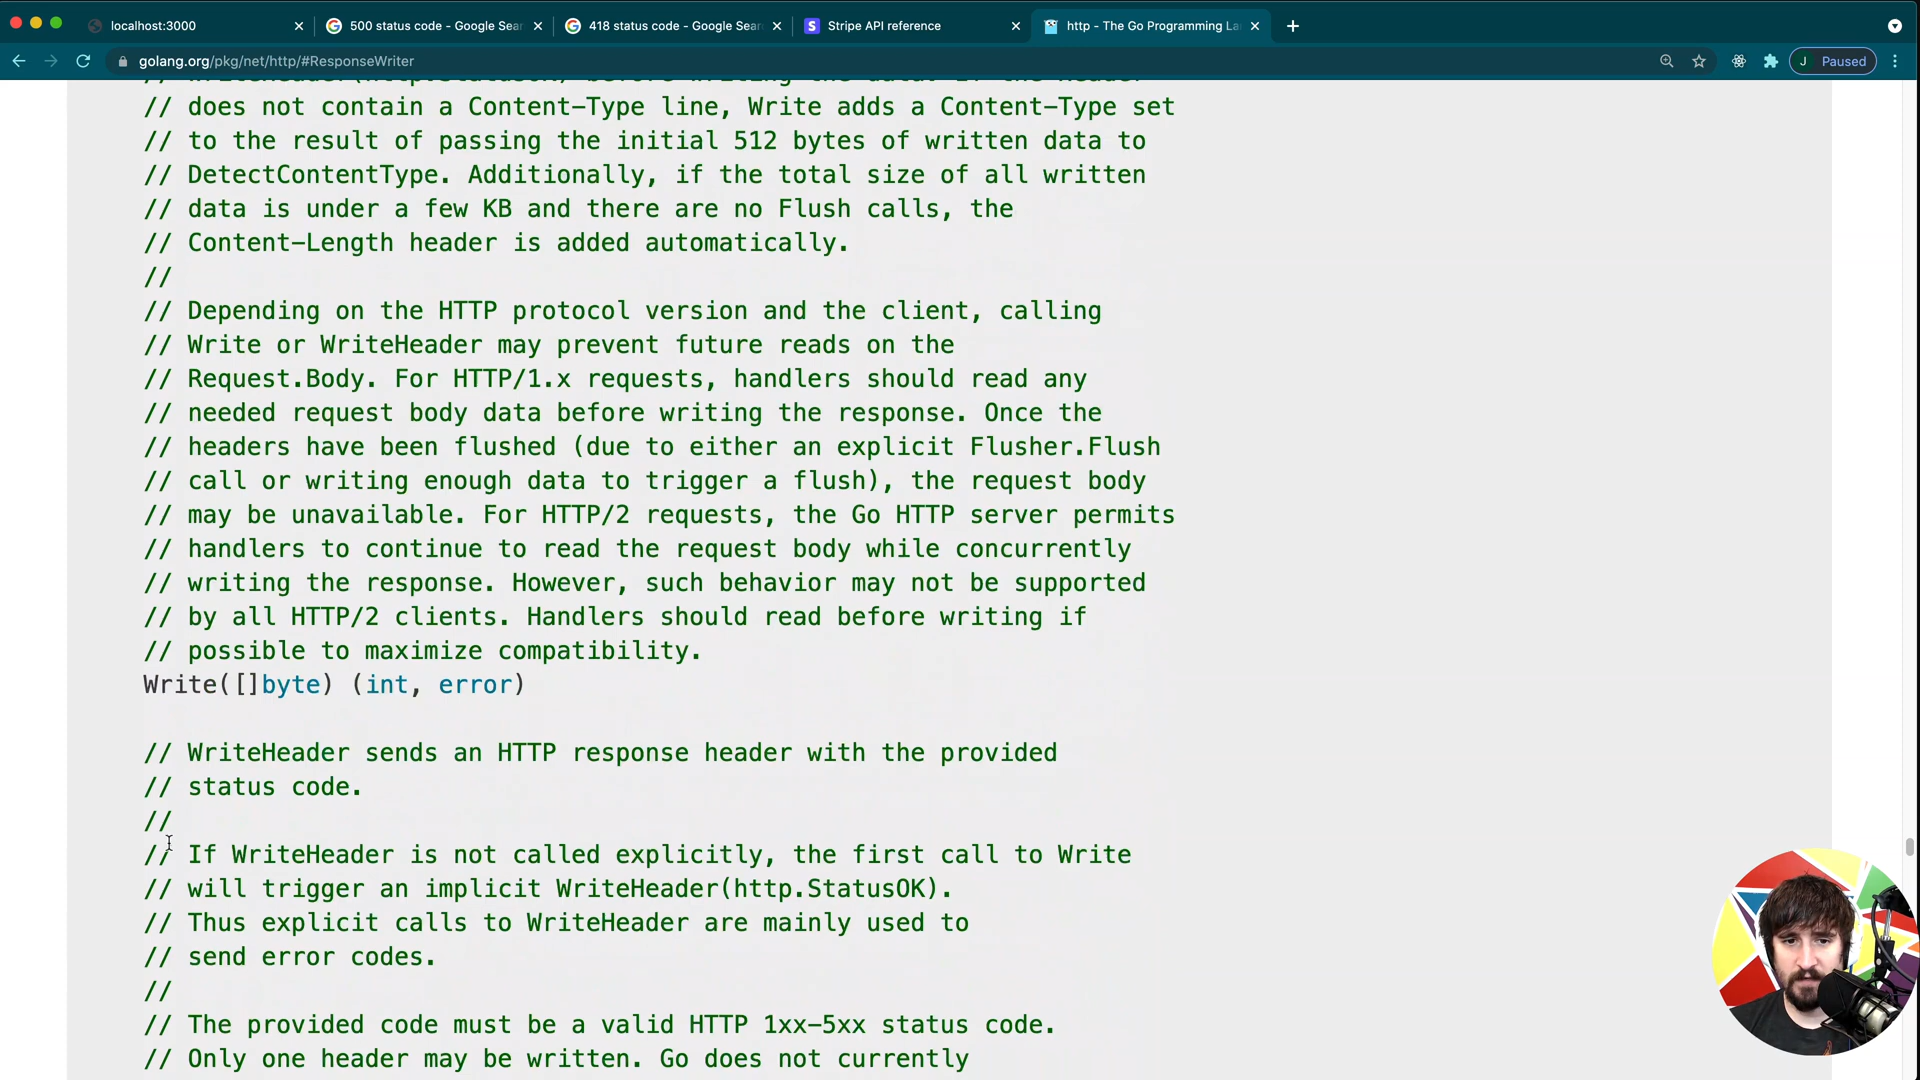 localhost:3000
500 status code - Google Sear
418 status code - Google Sear
Stripe API reference
http - The Go Programming La
golang.org/pkg/net/http/#ResponseWriter
J Paused
// does not contain a Content-Type line, Write adds a Content-Type set
// to the result of passing the initial 512 bytes of written data to
// DetectContentType. Additionally, if the total size of all written
// data is under a few KB and there are no Flush calls, the
// Content-Length header is added automatically.
//
// Depending on the HTTP protocol version and the client, calling
// Write or WriteHeader may prevent future reads on the
// Request.Body. For HTTP/1.x requests, handlers should read any
// needed request body data before writing the response. Once the
// headers have been flushed (due to either an explicit Flusher.Flush
// call or writing enough data to trigger a flush), the request body
// may be unavailable. For HTTP/2 requests, the Go HTTP server permits
// handlers to continue to read the request body while concurrently
// writing the response. However, such behavior may not be supported
// by all HTTP/2 clients. Handlers should read before writing if
// possible to maximize compatibility.
Write([]byte) (int, error)
// WriteHeader sends an HTTP response header with the provided
// status code.
//
// If WriteHeader is not called explicitly, the first call to Write
// will trigger an implicit WriteHeader(http.StatusOK).
// Thus explicit calls to WriteHeader are mainly used to
// send error codes.
//
// The provided code must be a valid HTTP 1xx-5xx status code.
// Only one header may be written. Go does not currently